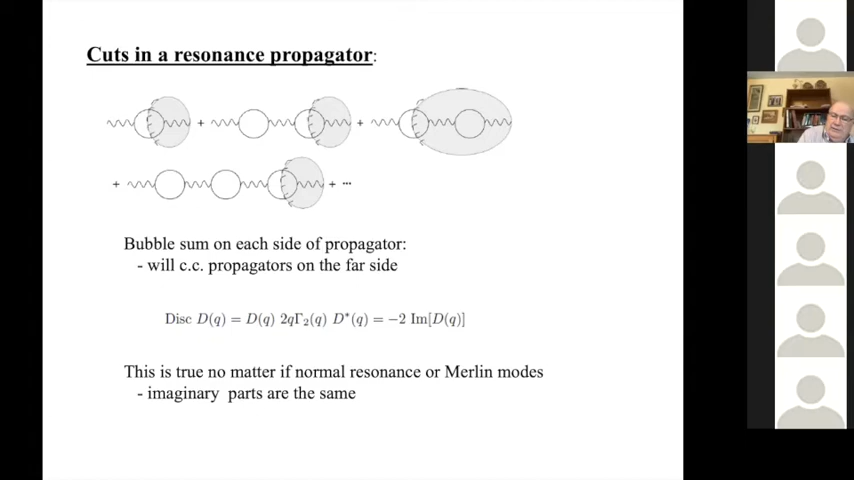 Cuts in a resonance propagator:
+ +
+ + ...
Bubble sum on each side of propagator:
- will c.c. propagators on the far side
Disc D(q) = D(q) 2qΓ₂(q) D*(q) = −2 Im[D(q)]
This is true no matter if normal resonance or Merlin modes
- imaginary parts are the same